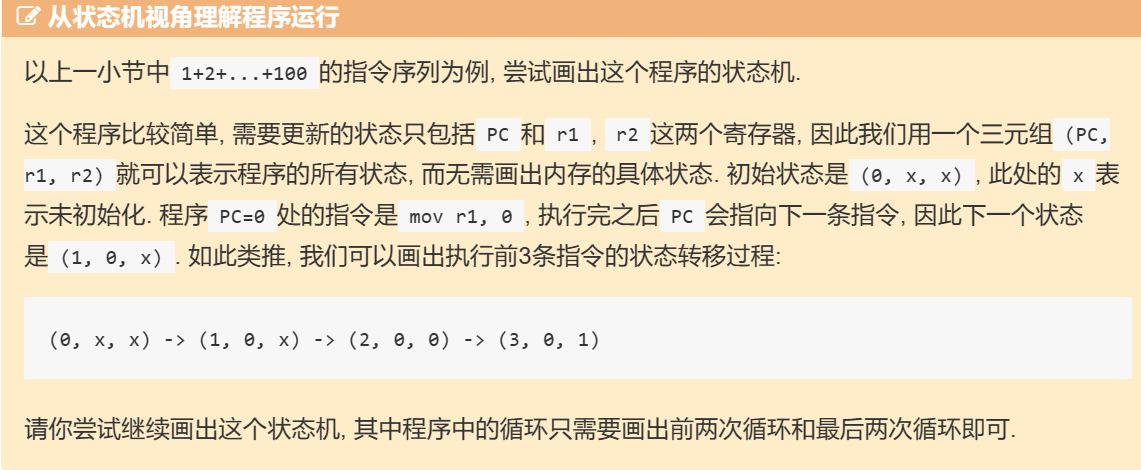 从状态机视角理解程序运行
以上一小节中 1+2+...+100 的指令序列为例, 尝试画出这个程序的状态机.
这个程序比较简单, 需要更新的状态只包括 PC 和 r1 , r2 这两个寄存器, 因此我们用一个三元组 (PC,
r1, r2) 就可以表示程序的所有状态, 而无需画出内存的具体状态. 初始状态是 (0, x, x) , 此处的 x 表
示未初始化. 程序 PC=0 处的指令是 mov r1, 0 , 执行完之后 PC 会指向下一条指令, 因此下一个状态
是 (1, 0, x) . 如此类推, 我们可以画出执行前3条指令的状态转移过程:
(0, x, x) -> (1, 0, x) -> (2, 0, 0) -> (3, 0, 1)
请你尝试继续画出这个状态机, 其中程序中的循环只需要画出前两次循环和最后两次循环即可.